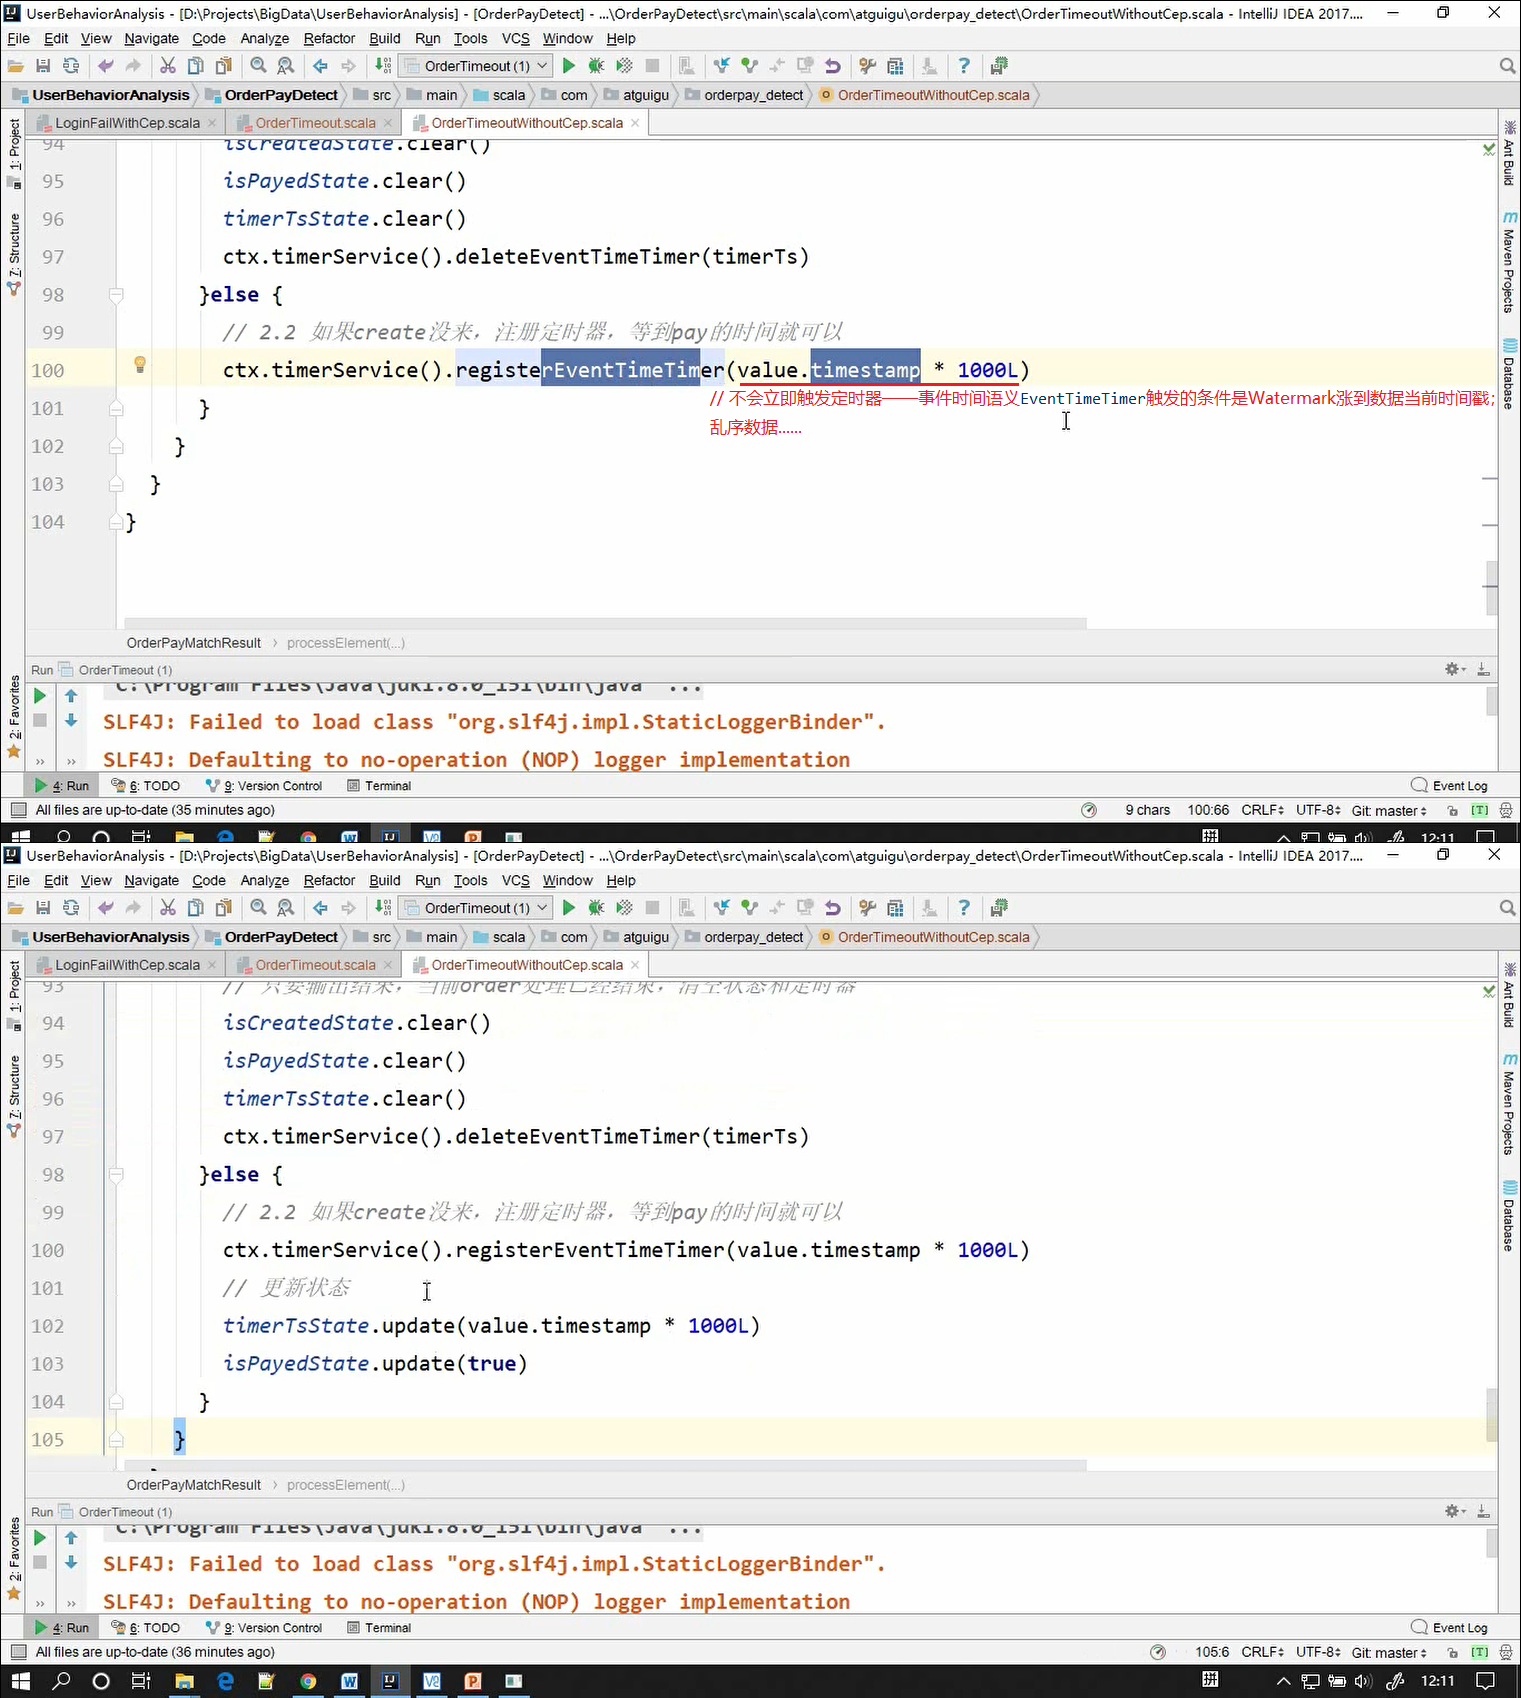 UserBehaviorAnalysis - [D:\Projects\BigData\UserBehaviorAnalysis] - [OrderPayDetect] - ...\OrderPayDetect\src\main\scala\com\atguigu\orderpay_detect\OrderTimeoutWithoutCep.scala - IntelliJ IDEA 2017....
File Edit View Navigate Code Analyze Refactor Build Run Tools VCS Window Help
OrderTimeout (1)
UserBehaviorAnalysis OrderPayDetect src main scala com atguigu orderpay_detect OrderTimeoutWithoutCep.scala
LoginFailWithCep.scala OrderTimeout.scala OrderTimeoutWithoutCep.scala
1: Project
7: Structure
2: Favorites
Ant Build
Maven Projects
Database
94 isCreatedState.clear()
95 isPayedState.clear()
96 timerTsState.clear()
97 ctx.timerService().deleteEventTimeTimer(timerTs)
98 }else {
99 // 2.2 如果create没来，注册定时器，等到pay的时间就可以
100 ctx.timerService().registerEventTimeTimer(value.timestamp * 1000L)
// 不会立即触发定时器——事件时间语义EventTimeTimer触发的条件是Watermark涨到数据当前时间戳；
101 }
乱序数据......
102 }
103 }
104 }
OrderPayMatchResult › processElement(...)
Run OrderTimeout (1)
C:\Program Files\Java\jdk1.8.0_151\bin\java ...
SLF4J: Failed to load class "org.slf4j.impl.StaticLoggerBinder".
SLF4J: Defaulting to no-operation (NOP) logger implementation
4: Run 6: TODO 9: Version Control Terminal Event Log
All files are up-to-date (35 minutes ago) 9 chars 100:66 CRLF UTF-8 Git: master
12:11
UserBehaviorAnalysis - [D:\Projects\BigData\UserBehaviorAnalysis] - [OrderPayDetect] - ...\OrderPayDetect\src\main\scala\com\atguigu\orderpay_detect\OrderTimeoutWithoutCep.scala - IntelliJ IDEA 2017....
File Edit View Navigate Code Analyze Refactor Build Run Tools VCS Window Help
OrderTimeout (1)
UserBehaviorAnalysis OrderPayDetect src main scala com atguigu orderpay_detect OrderTimeoutWithoutCep.scala
LoginFailWithCep.scala OrderTimeout.scala OrderTimeoutWithoutCep.scala
1: Project
7: Structure
2: Favorites
Ant Build
Maven Projects
Database
93 // 只要输出结果，当前order处理已经结束，清空状态和定时器
94 isCreatedState.clear()
95 isPayedState.clear()
96 timerTsState.clear()
97 ctx.timerService().deleteEventTimeTimer(timerTs)
98 }else {
99 // 2.2 如果create没来，注册定时器，等到pay的时间就可以
100 ctx.timerService().registerEventTimeTimer(value.timestamp * 1000L)
101 // 更新状态
102 timerTsState.update(value.timestamp * 1000L)
103 isPayedState.update(true)
104 }
105 }
OrderPayMatchResult › processElement(...)
Run OrderTimeout (1)
C:\Program Files\Java\jdk1.8.0_151\bin\java ...
SLF4J: Failed to load class "org.slf4j.impl.StaticLoggerBinder".
SLF4J: Defaulting to no-operation (NOP) logger implementation
4: Run 6: TODO 9: Version Control Terminal Event Log
All files are up-to-date (36 minutes ago) 105:6 CRLF UTF-8 Git: master
12:11